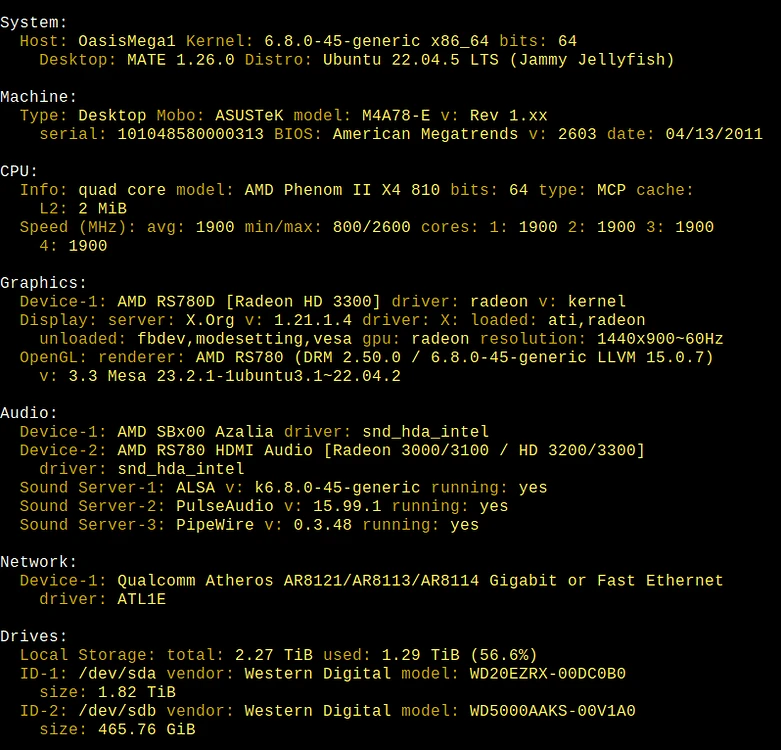 System:
Host: OasisMega1 Kernel: 6.8.0-45-generic x86_64 bits: 64
Desktop: MATE 1.26.0 Distro: Ubuntu 22.04.5 LTS (Jammy Jellyfish)
Machine:
Type: Desktop Mobo: ASUSTeK model: M4A78-E v: Rev 1.xx
serial: 101048580000313 BIOS: American Megatrends v: 2603 date: 04/13/2011
CPU:
Info: quad core model: AMD Phenom II X4 810 bits: 64 type: MCP cache:
L2: 2 MiB
Speed (MHz): avg: 1900 min/max: 800/2600 cores: 1: 1900 2: 1900 3: 1900
4: 1900
Graphics:
Device-1: AMD RS780D [Radeon HD 3300] driver: radeon v: kernel
Display: server: X.Org v: 1.21.1.4 driver: X: loaded: ati,radeon
unloaded: fbdev,modesetting,vesa gpu: radeon resolution: 1440x900~60Hz
OpenGL: renderer: AMD RS780 (DRM 2.50.0 / 6.8.0-45-generic LLVM 15.0.7)
v: 3.3 Mesa 23.2.1-1ubuntu3.1~22.04.2
Audio:
Device-1: AMD SBx00 Azalia driver: snd_hda_intel
Device-2: AMD RS780 HDMI Audio [Radeon 3000/3100 / HD 3200/3300]
driver: snd_hda_intel
Sound Server-1: ALSA v: k6.8.0-45-generic running: yes
Sound Server-2: PulseAudio v: 15.99.1 running: yes
Sound Server-3: PipeWire v: 0.3.48 running: yes
Network:
Device-1: Qualcomm Atheros AR8121/AR8113/AR8114 Gigabit or Fast Ethernet
driver: ATL1E
Drives:
Local Storage: total: 2.27 TiB used: 1.29 TiB (56.6%)
ID-1: /dev/sda vendor: Western Digital model: WD20EZRX-00DC0B0
size: 1.82 TiB
ID-2: /dev/sdb vendor: Western Digital model: WD5000AAKS-00V1A0
size: 465.76 GiB